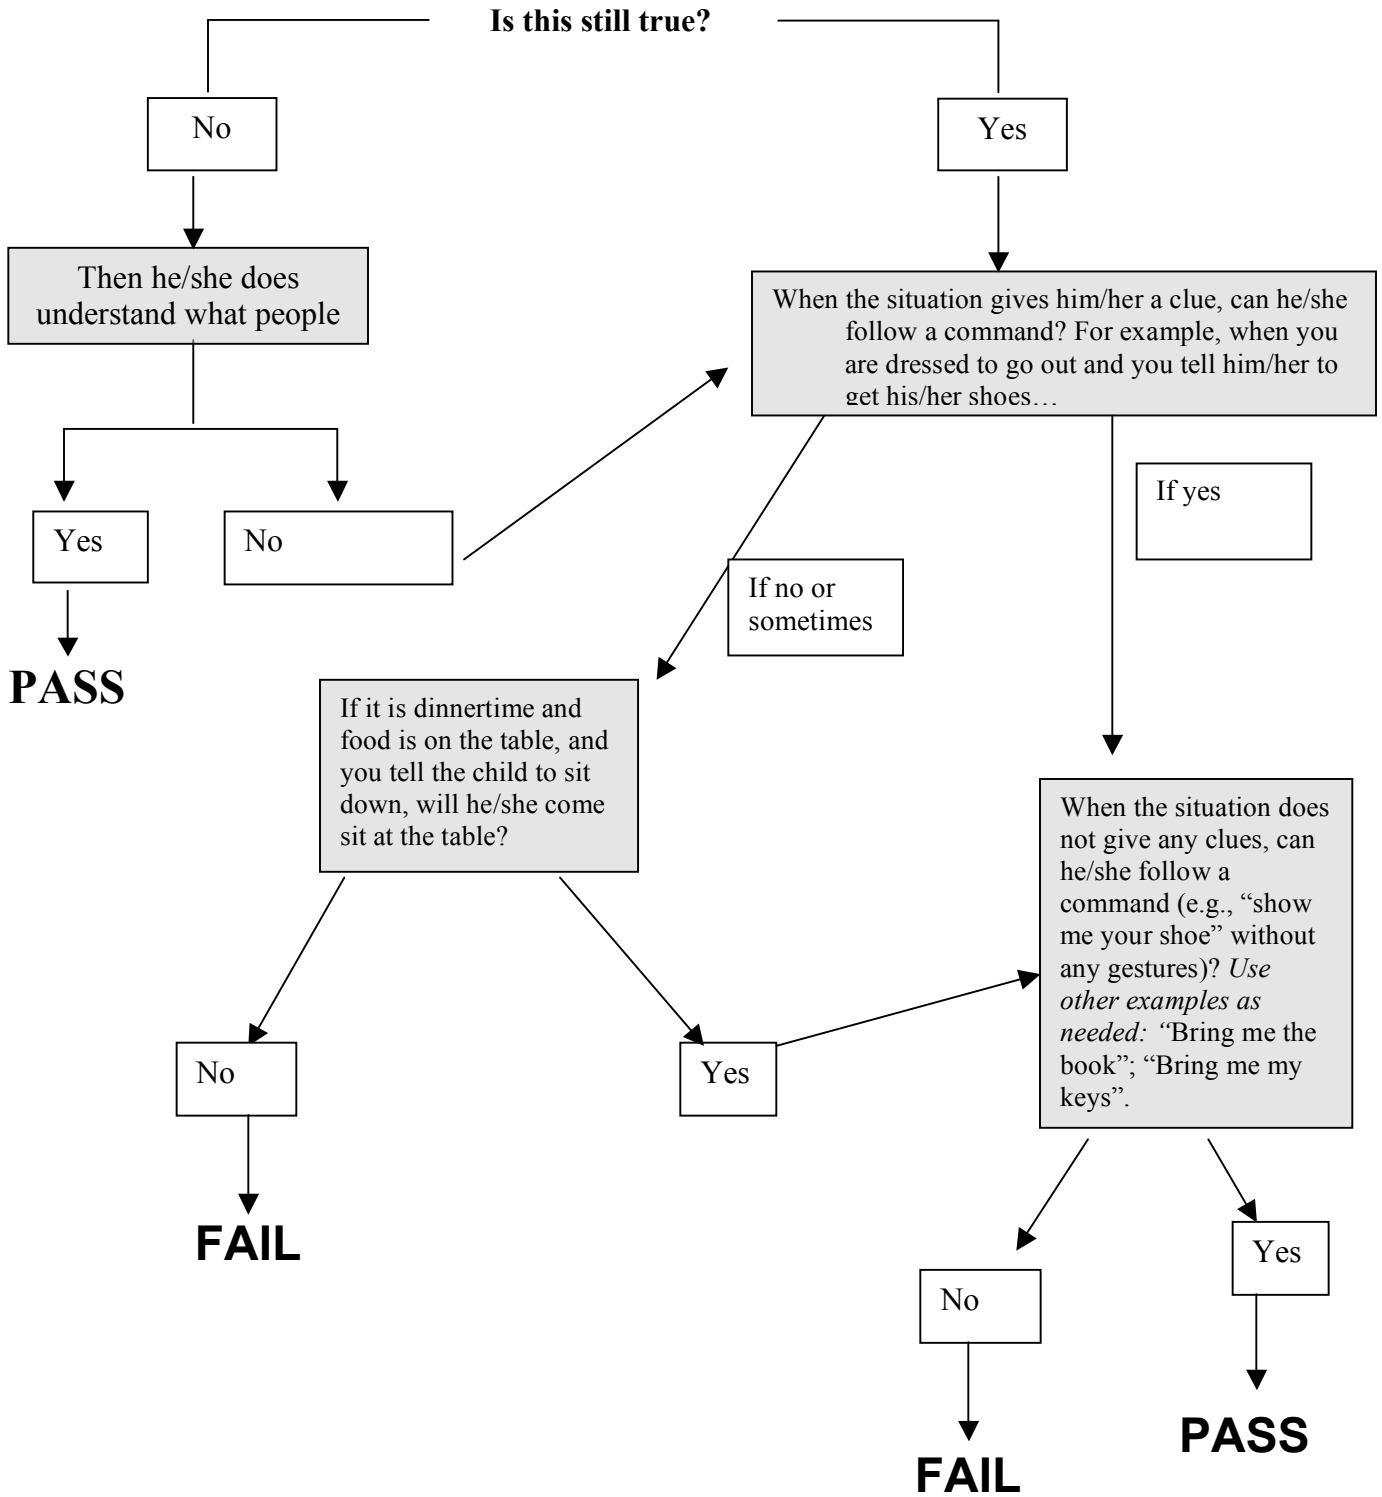 Is this still true?
No
Yes
Then he/she does
understand what people
When the situation gives him/her a clue, can he/she
follow a command? For example, when you
are dressed to go out and you tell him/her to
get his/her shoes…
If yes
Yes
No
If no or
sometimes
PASS
If it is dinnertime and
food is on the table, and
you tell the child to sit
down, will he/she come
sit at the table?
When the situation does
not give any clues, can
he/she follow a
command (e.g., “show
me your shoe” without
any gestures)? Use
other examples as
needed: “Bring me the
book”; “Bring me my
keys”.
No
Yes
FAIL
Yes
No
PASS
FAIL